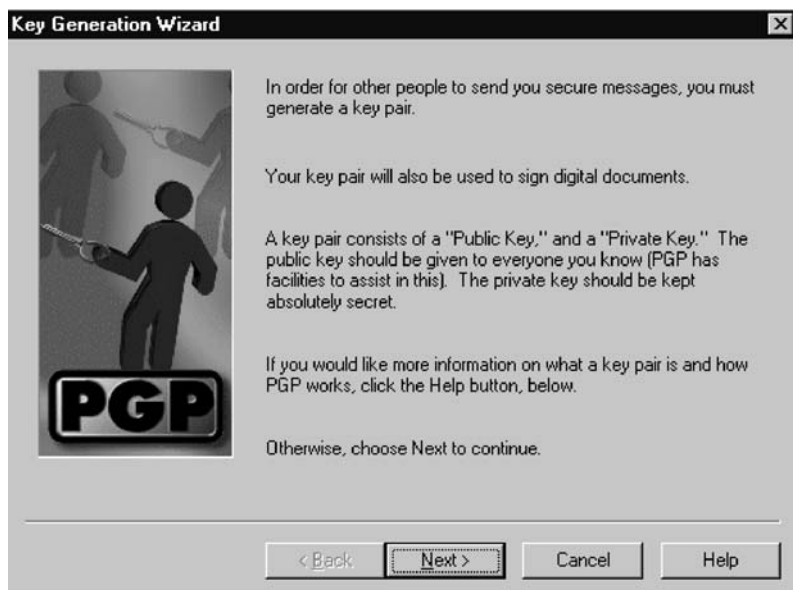 Key Generation Wizard
In order for other people to send you secure messages, you must
generate a key pair.
Your key pair will also be used to sign digital documents.
A key pair consists of a "Public Key," and a "Private Key." The
public key should be given to everyone you know (PGP has
facilities to assist in this). The private key should be kept
absolutely secret.
If you would like more information on what a key pair is and how
PGP works, click the Help button, below.
Otherwise, choose Next to continue.
PGP
< Back Next > Cancel Help